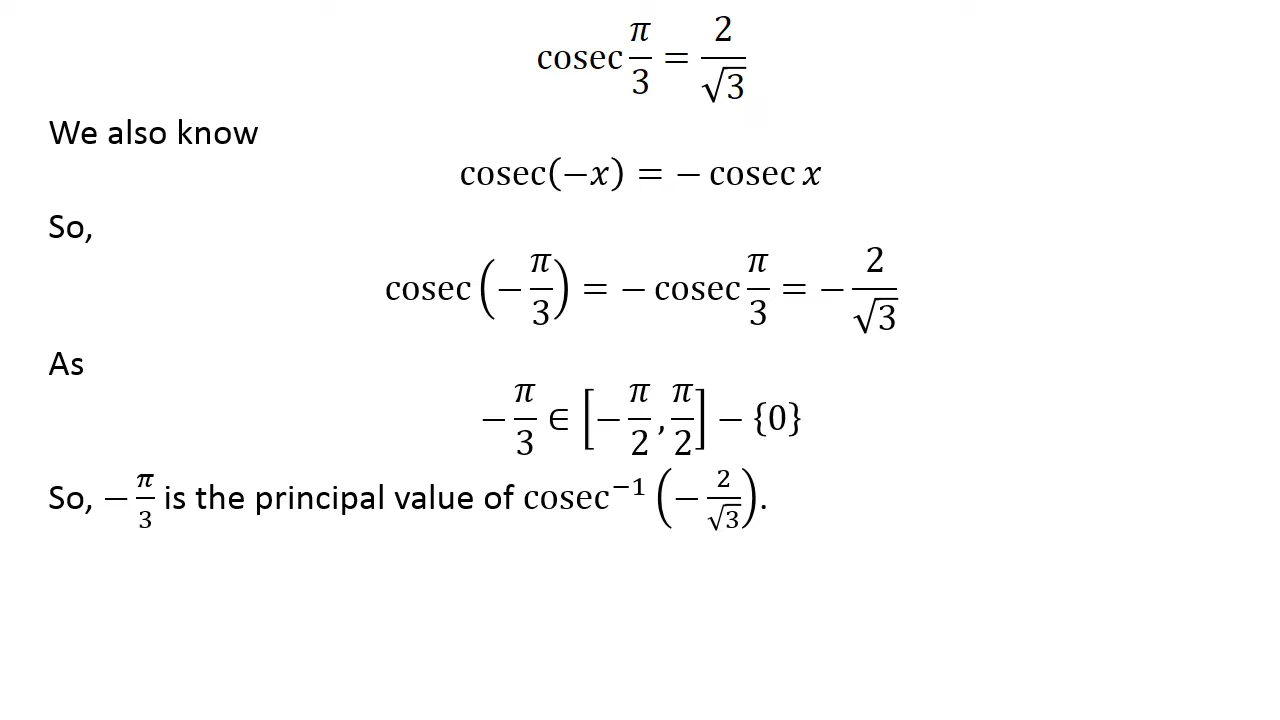 cosec π/3 = 2/√3
We also know
cosec(−x) = − cosec x
So,
cosec (−π/3) = − cosec π/3 = − 2/√3
As
− π/3 ∈ [−π/2, π/2] − {0}
So, − π/3 is the principal value of cosec⁻¹ (− 2/√3).